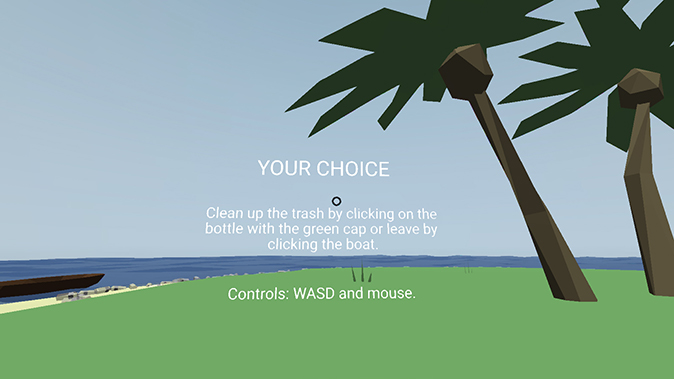 YOUR CHOICE
Clean up the trash by clicking on the
bottle with the green cap or leave by
clicking the boat.
Controls: WASD and mouse.